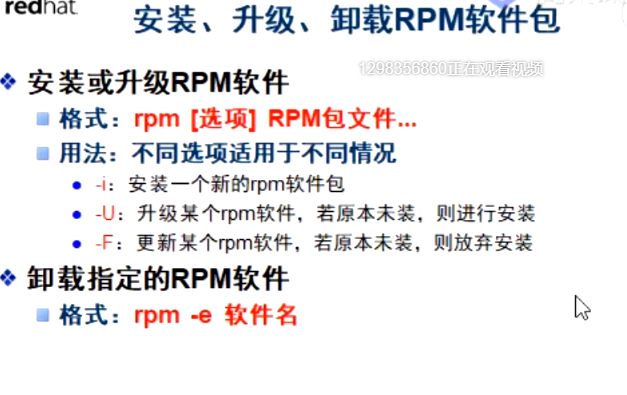 redhat.
安装、升级、卸载RPM软件包
1298356860正在观看视频
安装或升级RPM软件
格式：rpm [选项] RPM包文件...
用法：不同选项适用于不同情况
-i：安装一个新的rpm软件包
-U：升级某个rpm软件，若原本未装，则进行安装
-F：更新某个rpm软件，若原本未装，则放弃安装
卸载指定的RPM软件
格式：rpm -e 软件名